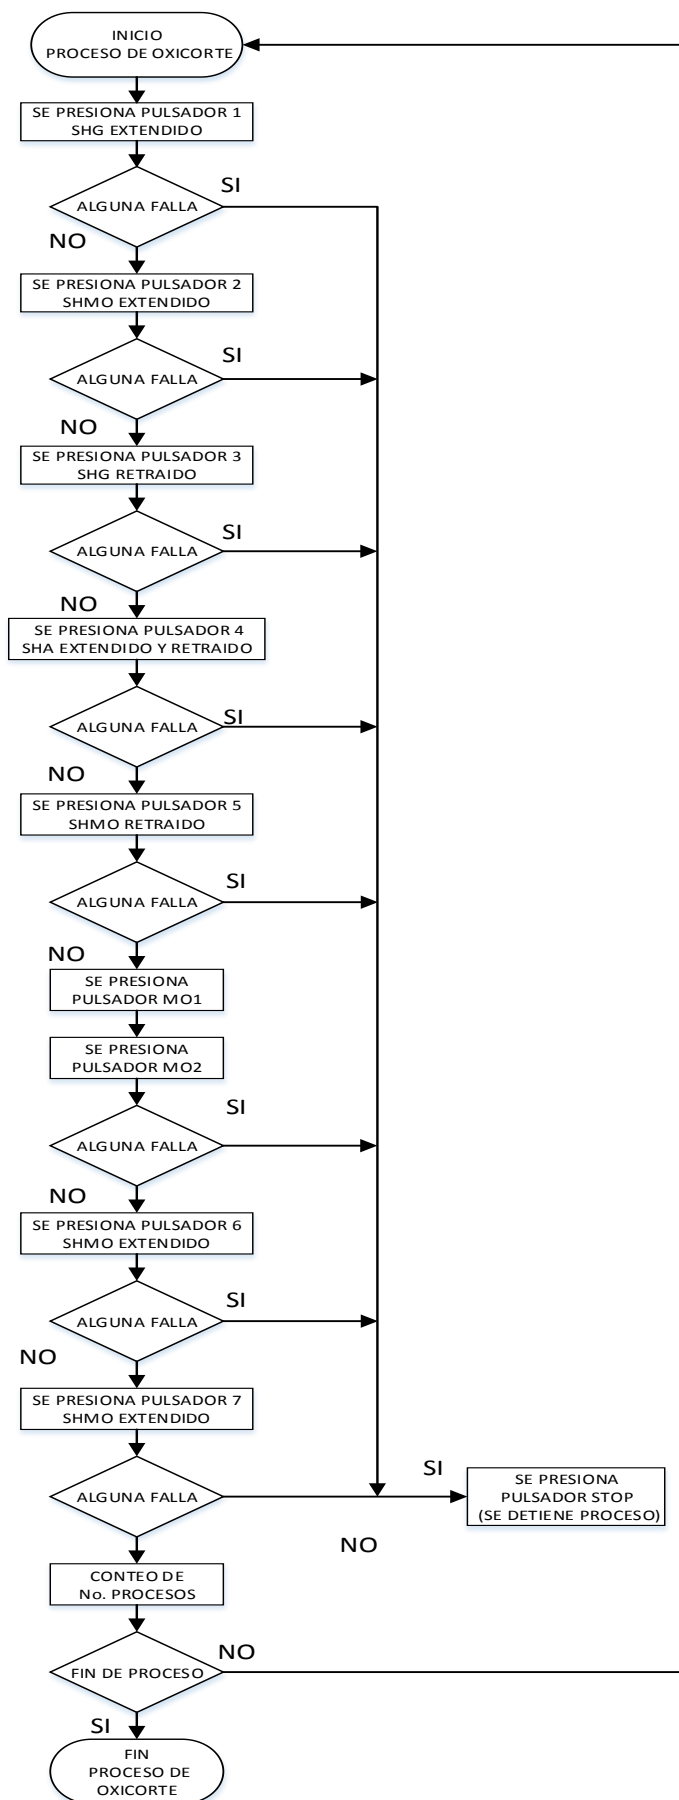 INICIO
PROCESO DE OXICORTE
SE PRESIONA PULSADOR 1
SHG EXTENDIDO
SI
ALGUNA FALLA
NO
SE PRESIONA PULSADOR 2
SHMO EXTENDIDO
SI
ALGUNA FALLA
NO
SE PRESIONA PULSADOR 3
SHG RETRAIDO
SI
ALGUNA FALLA
NO
SE PRESIONA PULSADOR 4
SHA EXTENDIDO Y RETRAIDO
SI
ALGUNA FALLA
NO
SE PRESIONA PULSADOR 5
SHMO RETRAIDO
SI
ALGUNA FALLA
NO
SE PRESIONA
PULSADOR MO1
SE PRESIONA
PULSADOR MO2
SI
ALGUNA FALLA
NO
SE PRESIONA PULSADOR 6
SHMO EXTENDIDO
SI
ALGUNA FALLA
NO
SE PRESIONA PULSADOR 7
SHMO EXTENDIDO
SI
ALGUNA FALLA
SE PRESIONA
PULSADOR STOP
(SE DETIENE PROCESO)
NO
CONTEO DE
No. PROCESOS
NO
FIN DE PROCESO
SI
FIN
PROCESO DE
OXICORTE